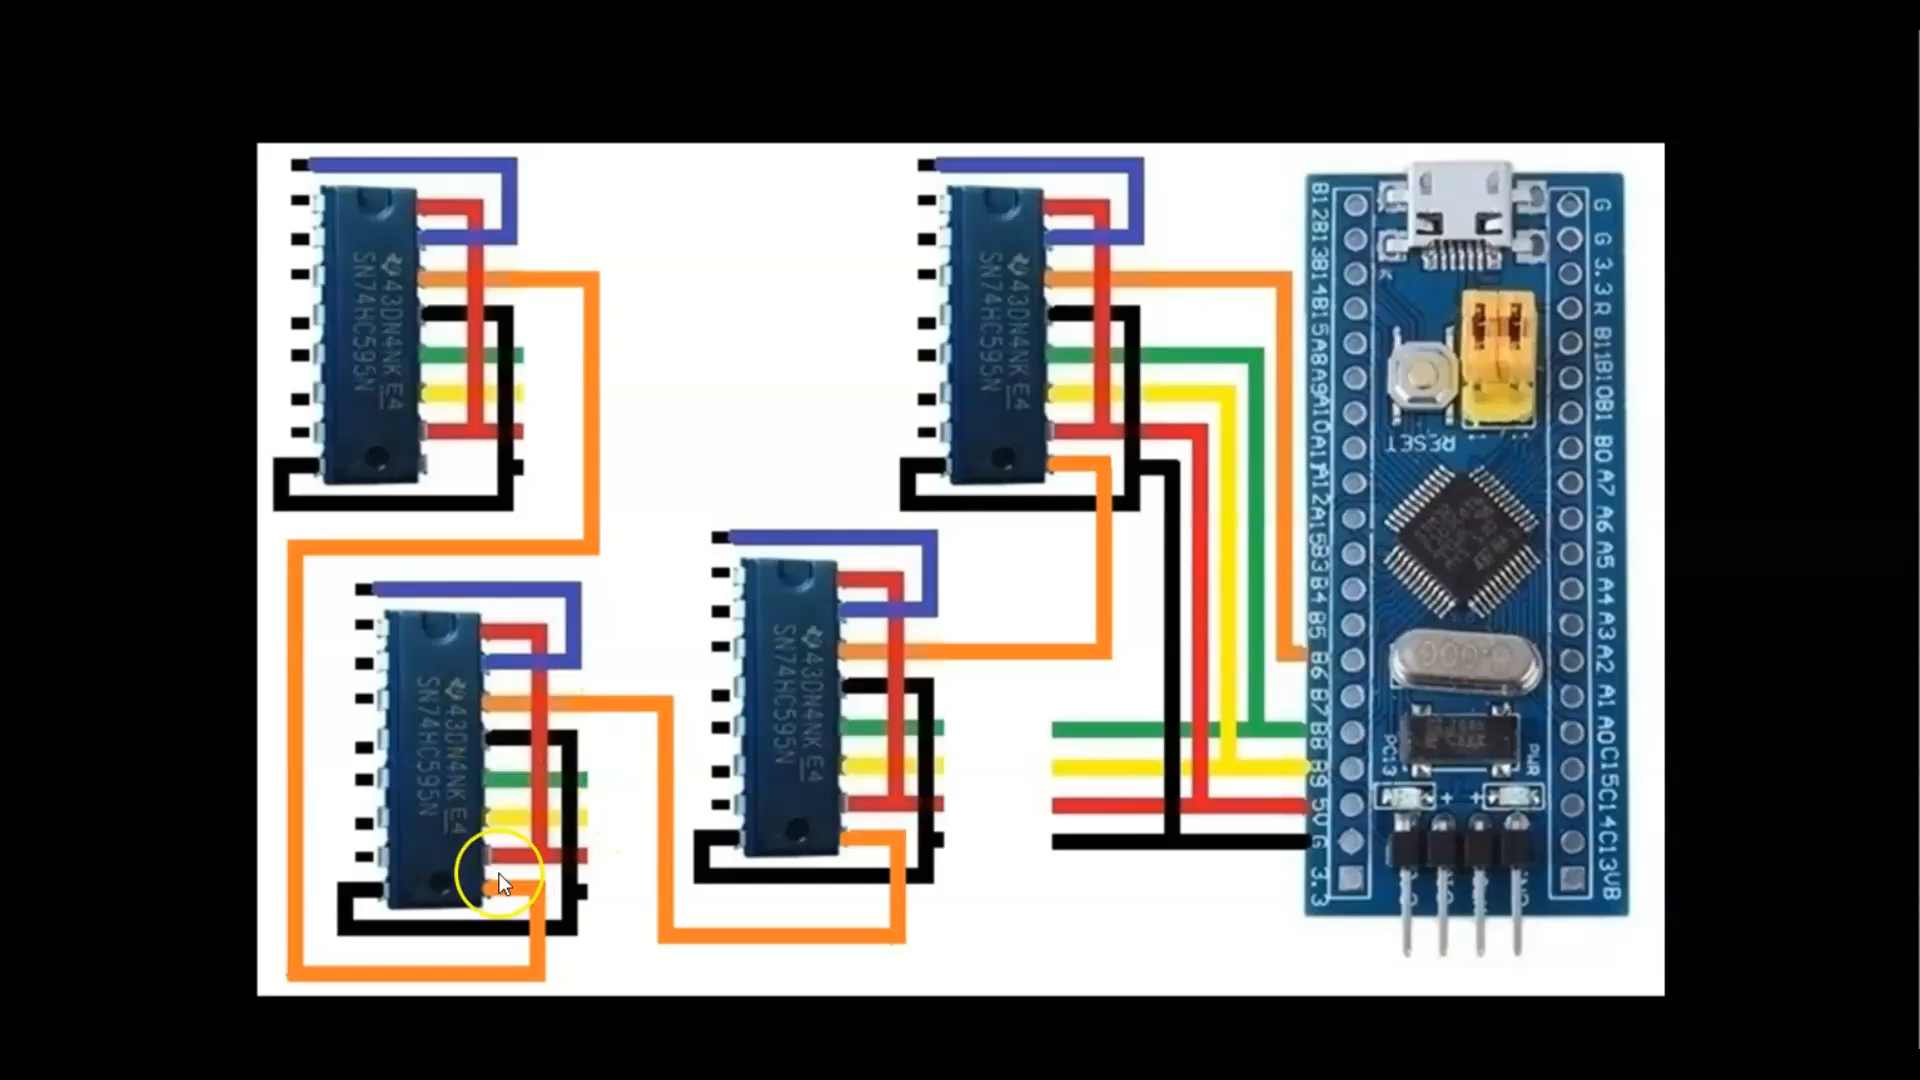 43DN4NK E4
SN74HC595N
43DN4NK E4
SN74HC595N
43DN4NK E4
SN74HC595N
43DN4NK E4
SN74HC595N
B12 B13 B14 B15 A8 A9 A10 A11 A12 A15 B3 B4 B5 B6 B7 B8 B9 5V G 3.3
G G 3.3 R B11 B10 B1 B0 A7 A6 A5 A4 A3 A2 A1 A0 C15 C14 C13 VB
RESET
PC13
PWR
+ +